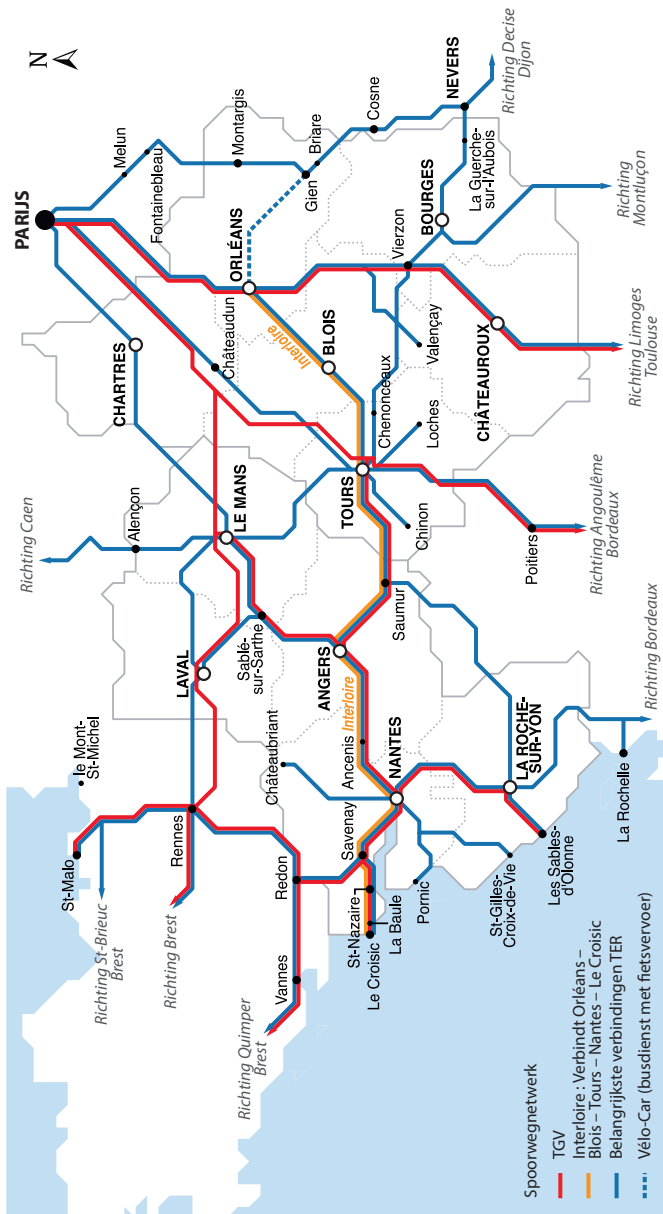 N
PARIJS
Melun
Fontainebleau
Montargis
Briare
Gien
Cosne
NEVERS
Richting Decise
Dijon
La Guerche-
sur-l'Aubois
BOURGES
Vierzon
Richting
Montluçon
ORLÉANS
Interloire
BLOIS
Châteaudun
CHARTRES
Chenonceaux
Valençay
Loches
CHÂTEAUROUX
Richting Limoges
Toulouse
Richting Caen
Alençon
LE MANS
TOURS
Chinon
Poitiers
Richting Angoulême
Bordeaux
LAVAL
Sablé-
sur-Sarthe
ANGERS
Saumur
Interloire
Ancenis
Châteaubriant
NANTES
LA ROCHE-
SUR-YON
Richting Bordeaux
La Rochelle
le Mont-
St-Michel
St-Malo
Rennes
Redon
Savenay
St-Nazaire
La Baule
Le Croisic
Pornic
St-Gilles-
Croix-de-Vie
Les Sables-
d'Olonne
Vannes
Richting St-Brieuc
Brest
Richting Brest
Richting Quimper
Brest
Spoorwegnetwerk
TGV
Interloire : Verbindt Orléans –
Blois – Tours – Nantes – Le Croisic
Belangrijkste verbindingen TER
Vélo-Car (busdienst met fietsvervoer)